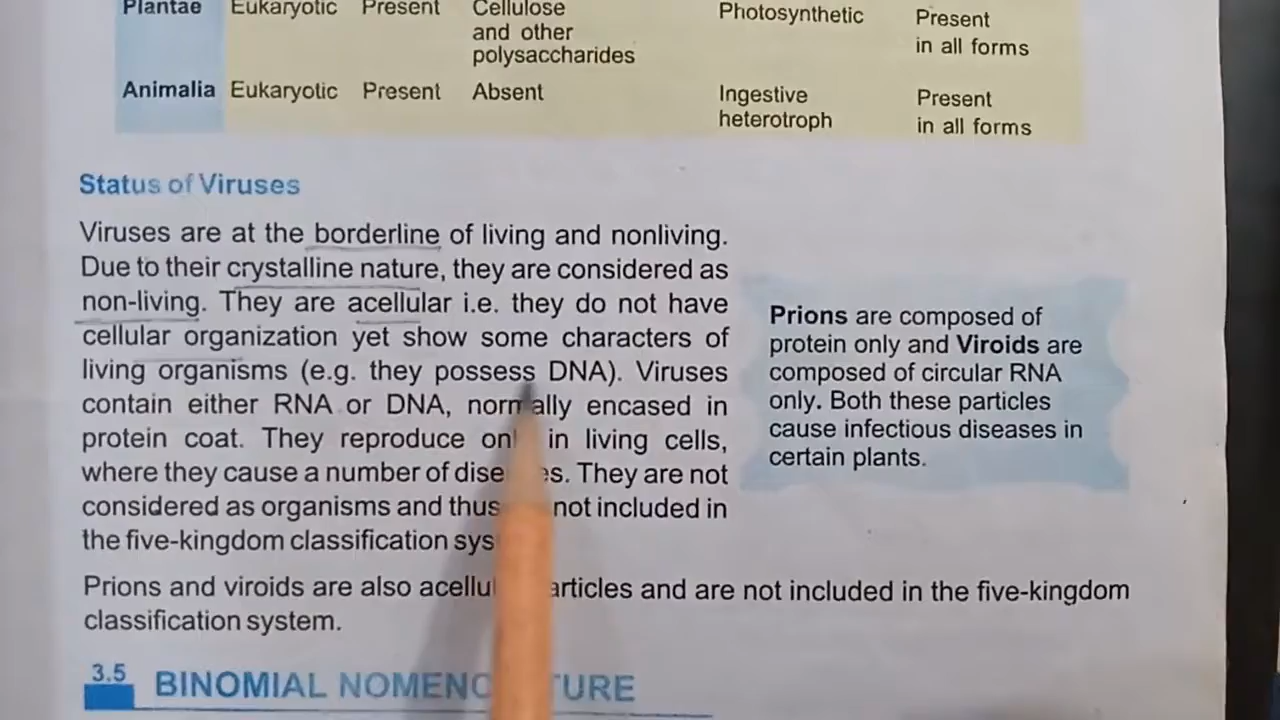 Plantae Eukaryotic Present Cellulose Photosynthetic Present
and other in all forms
polysaccharides
Animalia Eukaryotic Present Absent Ingestive Present
heterotroph in all forms
Status of Viruses
Viruses are at the borderline of living and nonliving.
Due to their crystalline nature, they are considered as
non-living. They are acellular i.e. they do not have
cellular organization yet show some characters of
living organisms (e.g. they possess DNA). Viruses
contain either RNA or DNA, normally encased in
protein coat. They reproduce only in living cells,
where they cause a number of diseases. They are not
considered as organisms and thus not included in
the five-kingdom classification sys
Prions are composed of
protein only and Viroids are
composed of circular RNA
only. Both these particles
cause infectious diseases in
certain plants.
Prions and viroids are also acellular particles and are not included in the five-kingdom
classification system.
3.5 BINOMIAL NOMENCLATURE